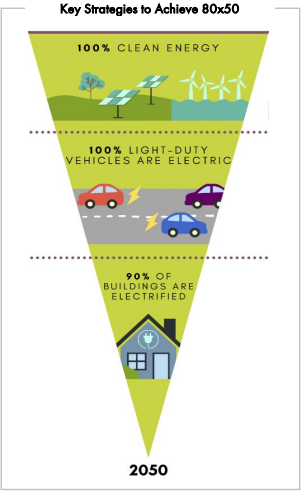 Key Strategies to Achieve 80x50
100% CLEAN ENERGY
100% LIGHT-DUTY
VEHICLES ARE ELECTRIC
90% OF
BUILDINGS ARE
ELECTRIFIED
2050